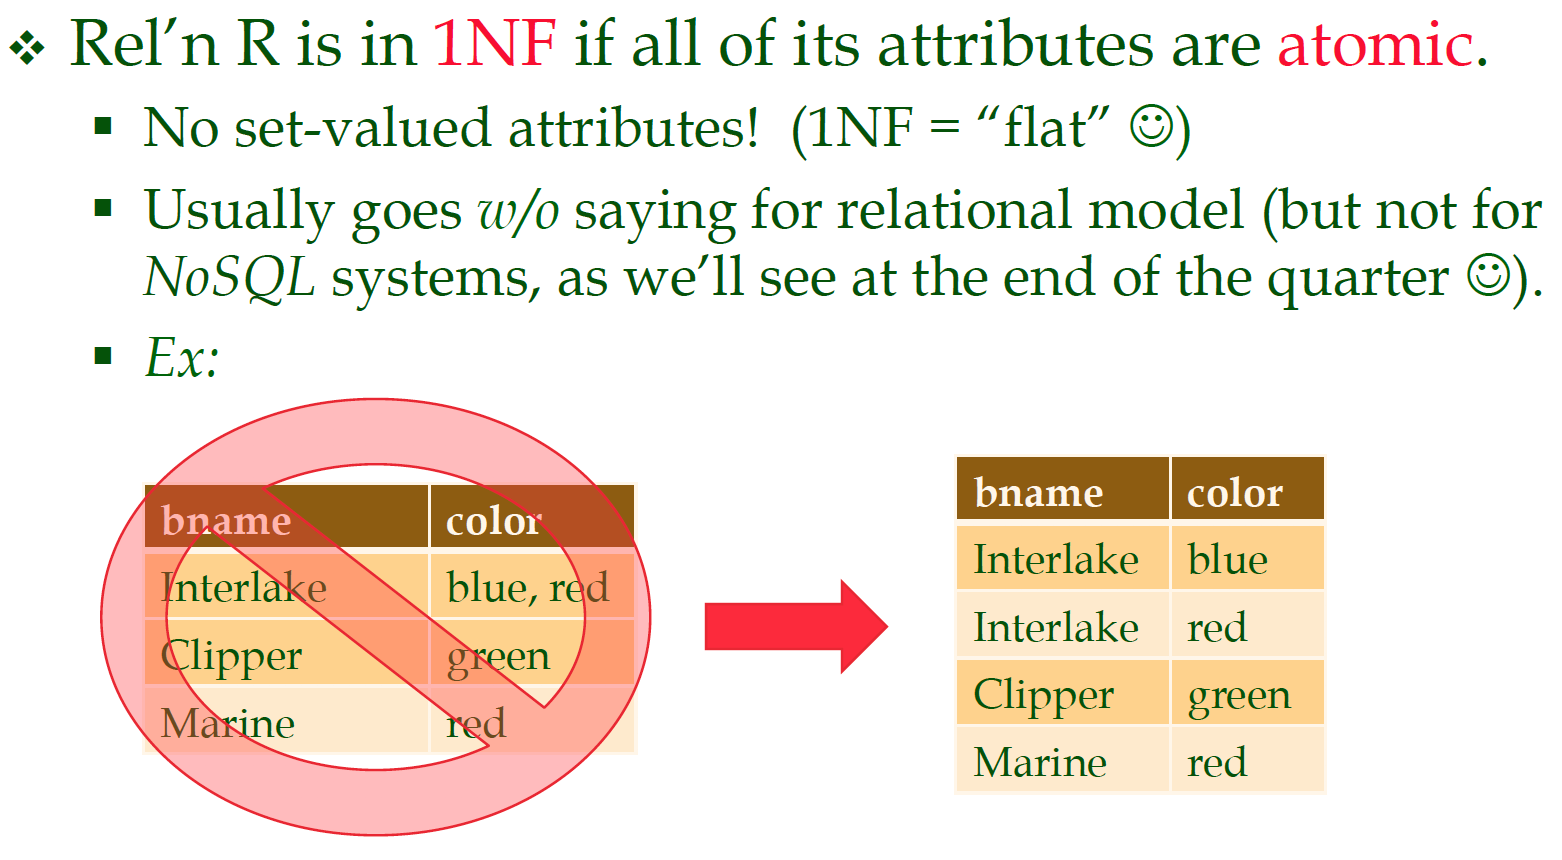 ❖ Rel’n R is in 1NF if all of its attributes are atomic.
▪ No set-valued attributes! (1NF = “flat” ☺)
▪ Usually goes w/o saying for relational model (but not for
NoSQL systems, as we’ll see at the end of the quarter ☺).
▪ Ex:
bname color
Interlake blue, red
Clipper green
Marine red
bname color
Interlake blue
Interlake red
Clipper green
Marine red